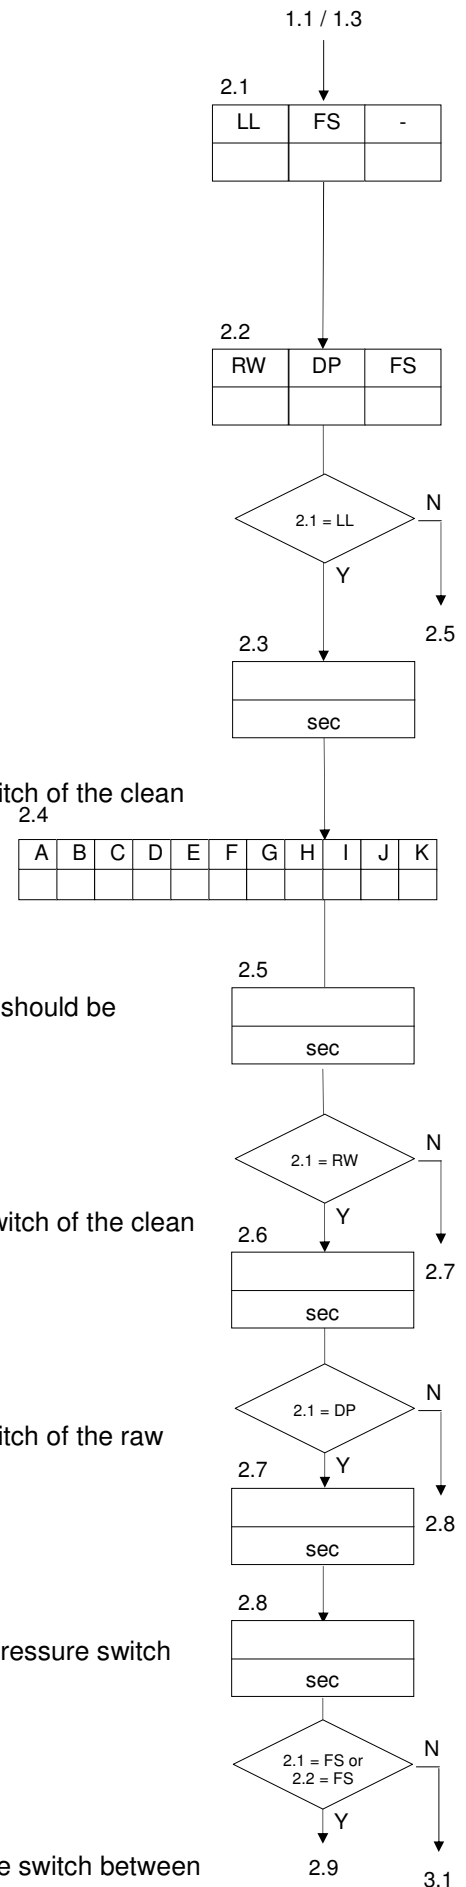 1.1 / 1.3
2.1
LL FS -
2.2
RW DP FS
2.1 = LL
N
Y
2.5
2.3
sec
itch of the clean
2.4
A B C D E F G H I J K
2.5
should be
sec
2.1 = RW
N
Y
witch of the clean
2.6
2.7
sec
2.1 = DP
N
itch of the raw
Y
2.7
2.8
sec
2.8
ressure switch
sec
2.1 = FS or
2.2 = FS
N
Y
e switch between
2.9
3.1